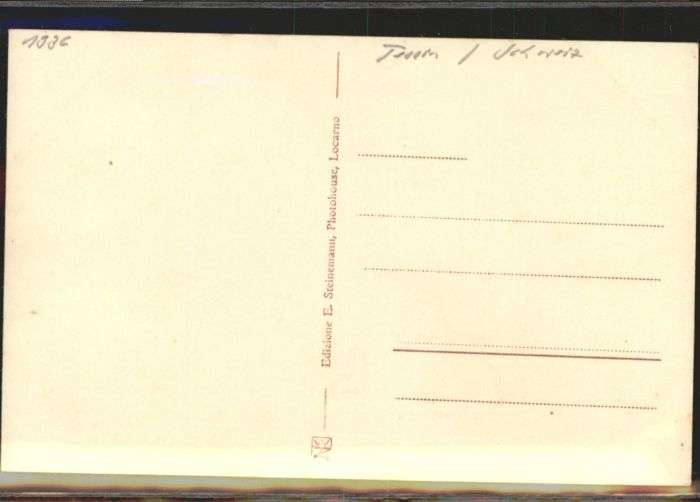 1936
Tessin / Schweiz
Edizione E. Steinemann, Photohouse, Locarno